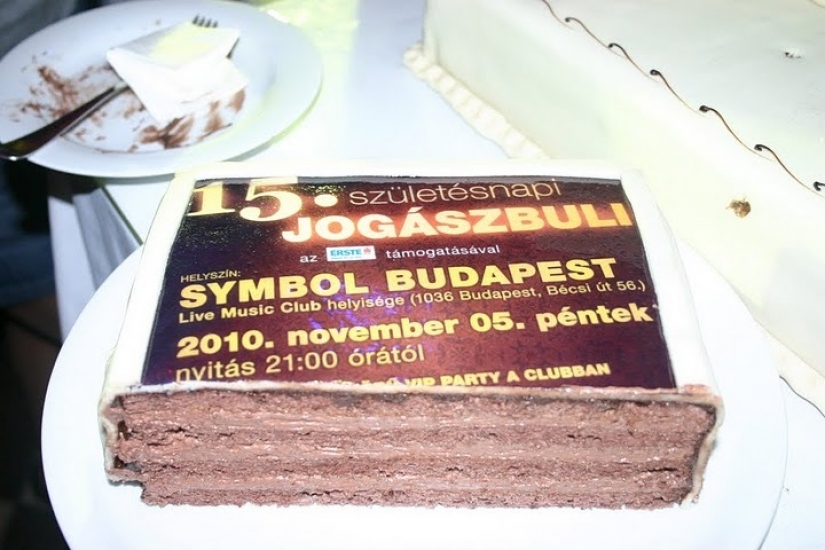 15. születésnapi
JOGÁSZBULI
az ERSTE támogatásával
HELYSZÍN:
SYMBOL BUDAPEST
Live Music Club helyisége (1036 Budapest, Bécsi út 56.)
2010. november 05. péntek
nyitás 21:00 órától
VIP PARTY A CLUBBAN